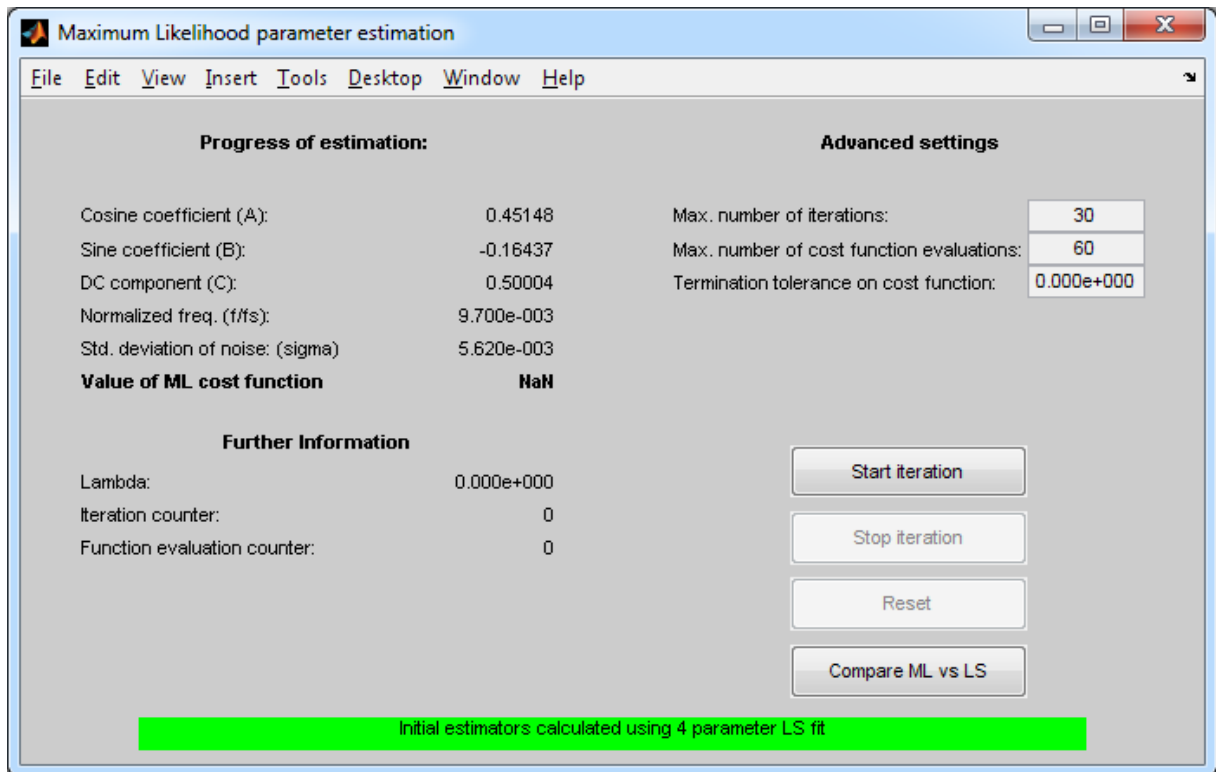 Maximum Likelihood parameter estimation
File Edit View Insert Tools Desktop Window Help
Progress of estimation:
Cosine coefficient (A): 0.45148
Sine coefficient (B): -0.16437
DC component (C): 0.50004
Normalized freq. (f/fs): 9.700e-003
Std. deviation of noise: (sigma) 5.620e-003
Value of ML cost function NaN
Further Information
Lambda: 0.000e+000
Iteration counter: 0
Function evaluation counter: 0
Advanced settings
Max. number of iterations: 30
Max. number of cost function evaluations: 60
Termination tolerance on cost function: 0.000e+000
Start iteration
Stop iteration
Reset
Compare ML vs LS
Initial estimators calculated using 4 parameter LS fit